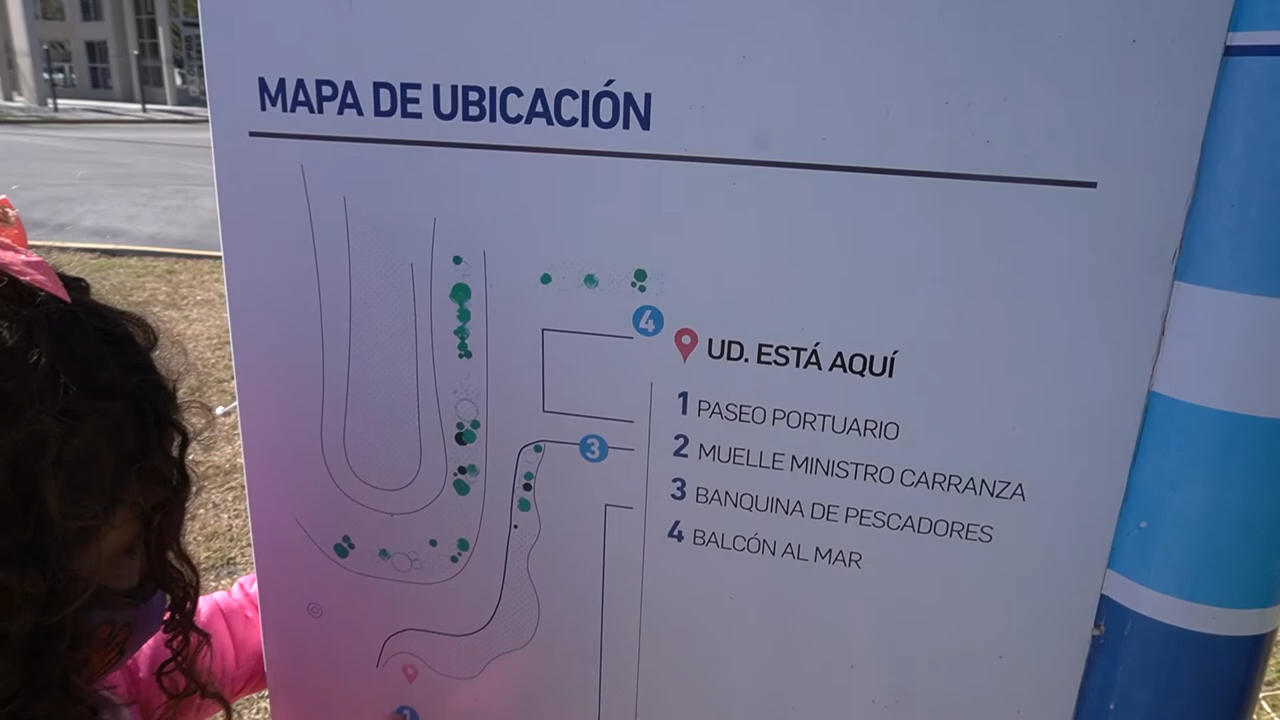 MAPA DE UBICACIÓN
4
UD. ESTÁ AQUÍ
1 PASEO PORTUARIO
2 MUELLE MINISTRO CARRANZA
3 BANQUINA DE PESCADORES
4 BALCÓN AL MAR
3